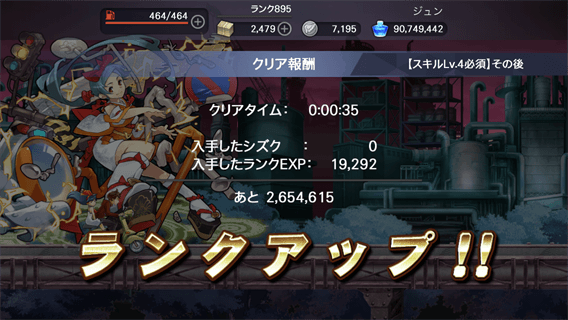 ランク895
ジュン
464/464
2,479
7,195
90,749,442
クリア報酬
【スキルLv.4必須】その後
クリアタイム： 0:00:35
入手したシズク ： 0
入手したランクEXP： 19,292
あと 2,654,615
ランクアップ!!